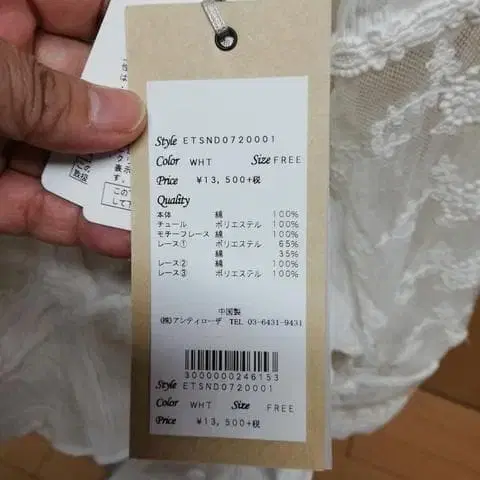 Style ETSND0720001
Color WHT Size FREE
Price ¥13,500+税
Quality
本体 綿 100%
チュール ポリエステル 100%
モチーフレース 綿 100%
レース① ポリエステル 65%
綿 35%
レース② 綿 100%
レース③ ポリエステル 100%
中国製
(株)アンティローザ TEL 03-6431-9431
3000000246153
Style ETSND0720001
Color WHT Size FREE
Price ¥13,500+税